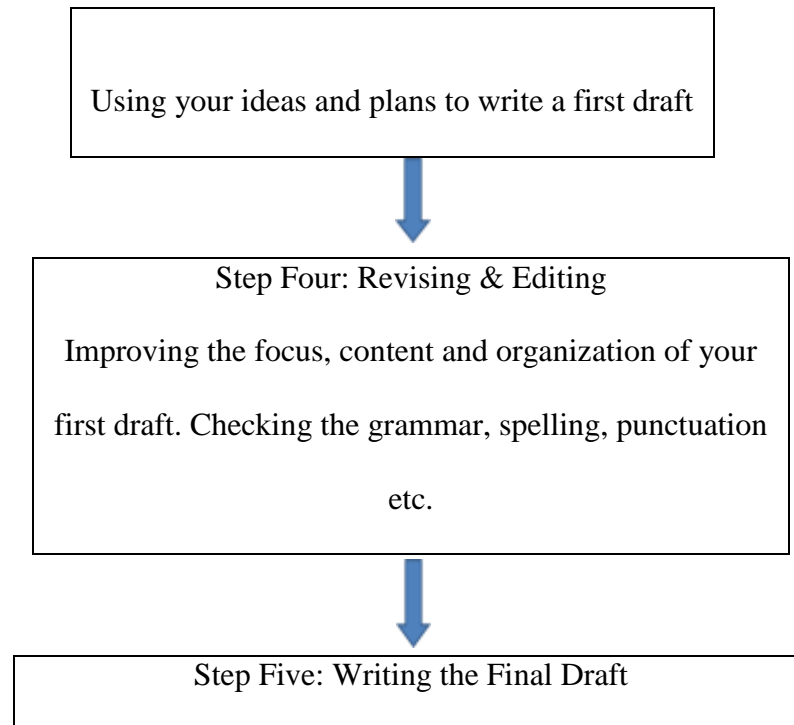 Using your ideas and plans to write a first draft
Step Four: Revising & Editing
Improving the focus, content and organization of your
first draft. Checking the grammar, spelling, punctuation
etc.
Step Five: Writing the Final Draft